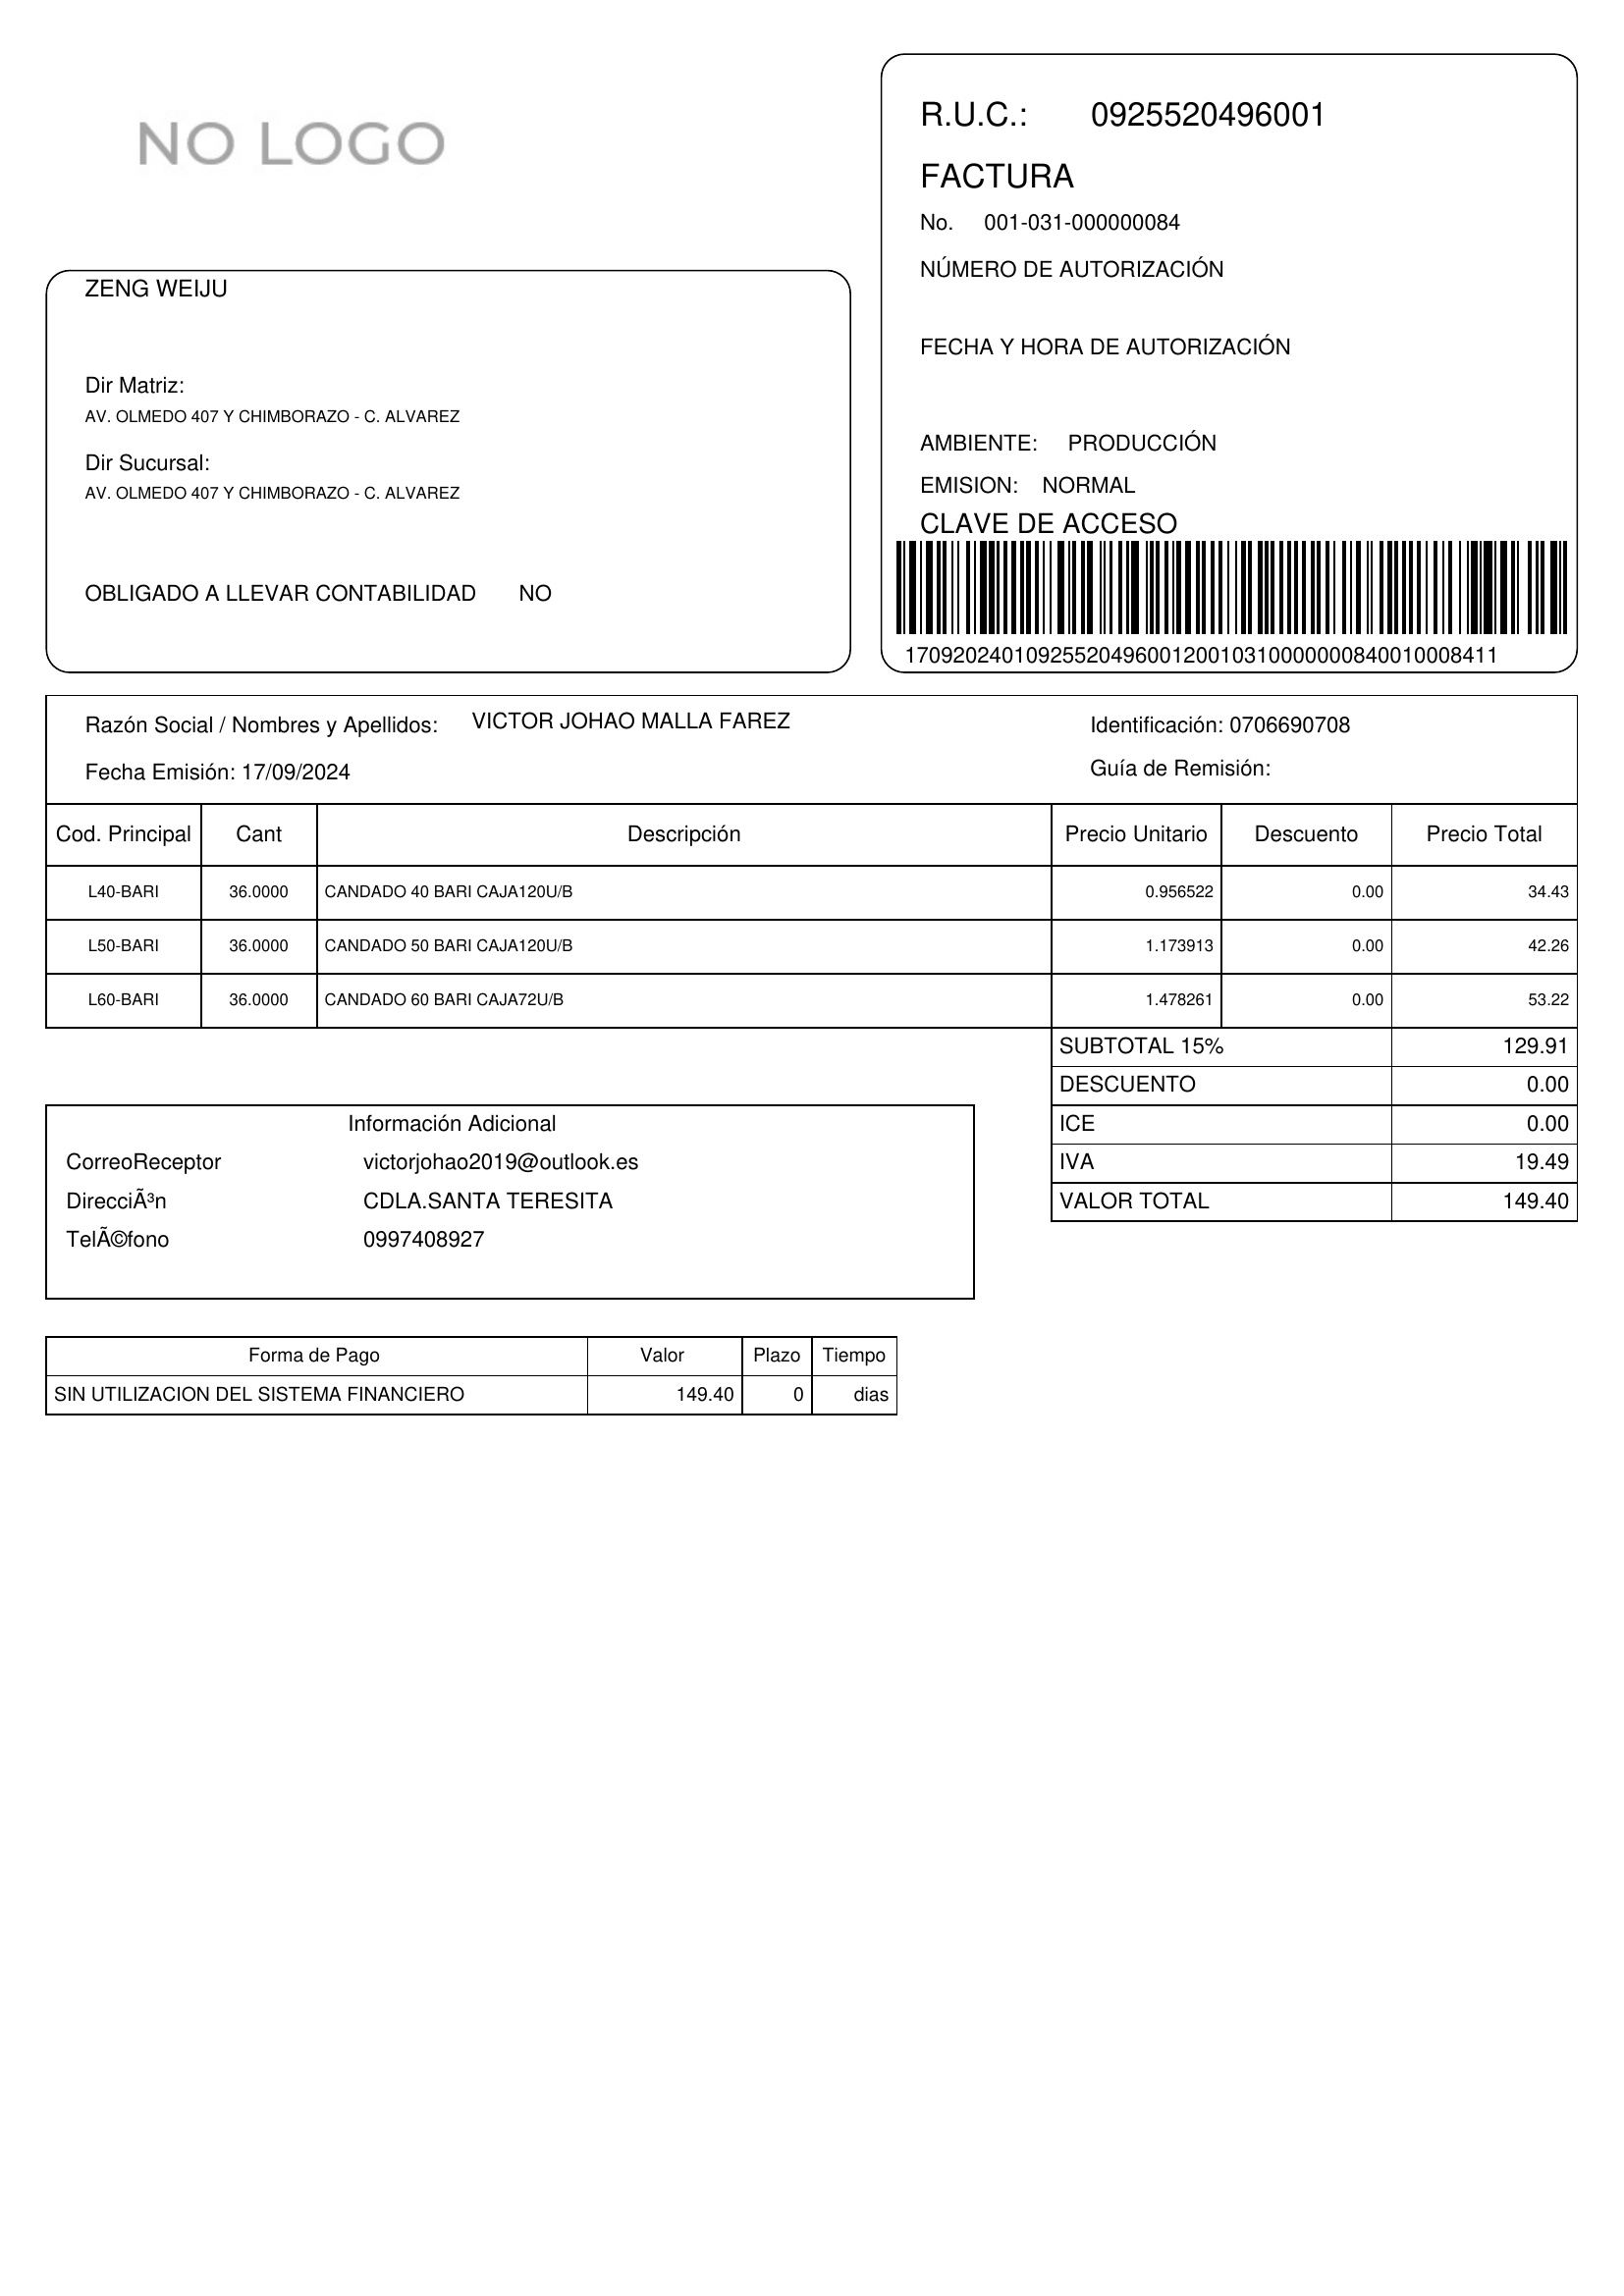 NO LOGO
R.U.C.: 0925520496001
FACTURA
No. 001-031-000000084
NÚMERO DE AUTORIZACIÓN
FECHA Y HORA DE AUTORIZACIÓN
AMBIENTE: PRODUCCIÓN
EMISION: NORMAL
CLAVE DE ACCESO
1709202401092552049600120010310000000840010008411
ZENG WEIJU
Dir Matriz:
AV. OLMEDO 407 Y CHIMBORAZO - C. ALVAREZ
Dir Sucursal:
AV. OLMEDO 407 Y CHIMBORAZO - C. ALVAREZ
OBLIGADO A LLEVAR CONTABILIDAD NO
Razón Social / Nombres y Apellidos: VICTOR JOHAO MALLA FAREZ Identificación: 0706690708
Fecha Emisión: 17/09/2024 Guía de Remisión:
Cod. Principal Cant Descripción Precio Unitario Descuento Precio Total
L40-BARI 36.0000 CANDADO 40 BARI CAJA120U/B 0.956522 0.00 34.43
L50-BARI 36.0000 CANDADO 50 BARI CAJA120U/B 1.173913 0.00 42.26
L60-BARI 36.0000 CANDADO 60 BARI CAJA72U/B 1.478261 0.00 53.22
SUBTOTAL 15% 129.91
DESCUENTO 0.00
ICE 0.00
IVA 19.49
VALOR TOTAL 149.40
Información Adicional
CorreoReceptor victorjohao2019@outlook.es
DirecciÃ³n CDLA.SANTA TERESITA
TelÃ©fono 0997408927
Forma de Pago Valor Plazo Tiempo
SIN UTILIZACION DEL SISTEMA FINANCIERO 149.40 0 dias